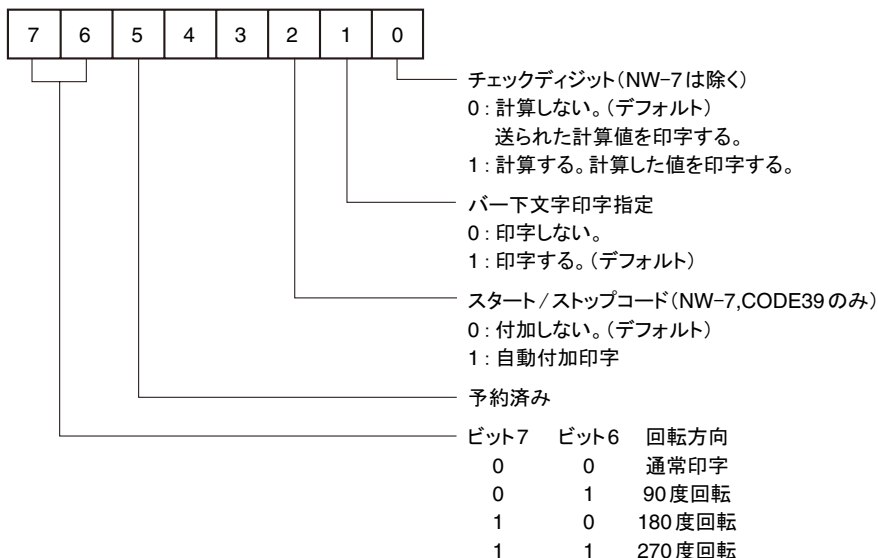 7 6 5 4 3 2 1 0
チェックディジット(NW-7は除く)
0 : 計算しない。(デフォルト)
送られた計算値を印字する。
1 : 計算する。計算した値を印字する。
バー下文字印字指定
0 : 印字しない。
1 : 印字する。(デフォルト)
スタート/ストップコード(NW-7,CODE39のみ)
0 : 付加しない。(デフォルト)
1 : 自動付加印字
予約済み
ビット7 ビット6 回転方向
0 0 通常印字
0 1 90度回転
1 0 180度回転
1 1 270度回転